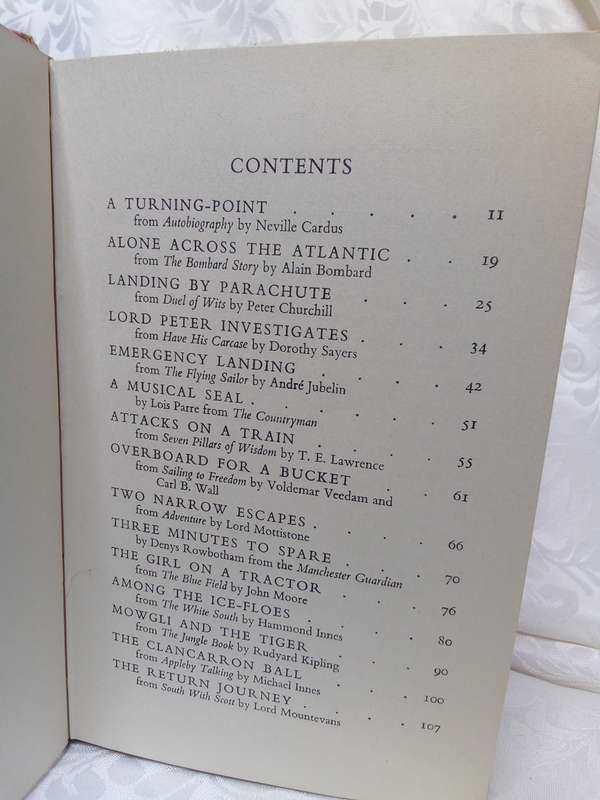 CONTENTS
A TURNING-POINT . . . . . 11
from Autobiography by Neville Cardus
ALONE ACROSS THE ATLANTIC . . 19
from The Bombard Story by Alain Bombard
LANDING BY PARACHUTE . . . 25
from Duel of Wits by Peter Churchill
LORD PETER INVESTIGATES . . . 34
from Have His Carcase by Dorothy Sayers
EMERGENCY LANDING . . . 42
from The Flying Sailor by André Jubelin
A MUSICAL SEAL . . . . . 51
by Lois Parre from The Countryman
ATTACKS ON A TRAIN . . . . 55
from Seven Pillars of Wisdom by T. E. Lawrence
OVERBOARD FOR A BUCKET . . 61
from Sailing to Freedom by Voldemar Veedam and
Carl B. Wall
TWO NARROW ESCAPES . . . . 66
from Adventure by Lord Mottistone
THREE MINUTES TO SPARE . . . 70
by Denys Rowbotham from the Manchester Guardian
THE GIRL ON A TRACTOR . . . 76
from The Blue Field by John Moore
AMONG THE ICE-FLOES . . . . 80
from The White South by Hammond Innes
MOWGLI AND THE TIGER . . . 90
from The Jungle Book by Rudyard Kipling
THE CLANCARRON BALL . . . 100
from Appleby Talking by Michael Innes
THE RETURN JOURNEY . . . . 107
from South With Scott by Lord Mountevans